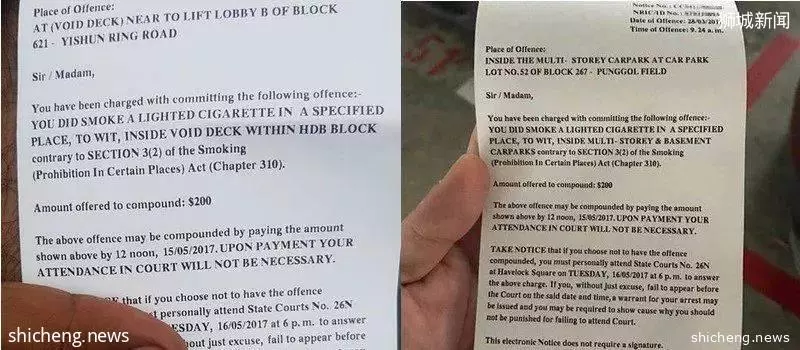 Place of Offence:
AT (VOID DECK) NEAR TO LIFT LOBBY B OF BLOCK
621 - YISHUN RING ROAD
Sir / Madam,
You have been charged with committing the following offence:-
YOU DID SMOKE A LIGHTED CIGARETTE IN A SPECIFIED
PLACE, TO WIT, INSIDE VOID DECK WITHIN HDB BLOCK
contrary to SECTION 3(2) of the Smoking
(Prohibition In Certain Places) Act (Chapter 310).
Amount offered to compound: $200
The above offence may be compounded by paying the amount
shown above by 12 noon, 15/05/2017. UPON PAYMENT YOUR
ATTENDANCE IN COURT WILL NOT BE NECESSARY.
that if you choose not to have the offence
personally attend State Courts No. 26N
16/05/2017 at 6 p.m. to answer
just excuse, fail to appear before
shicheng.news
狮城新闻
Notice No.:
NRIC/ID No.:
Date of Offence: 28/03/201
Time of Offence: 9.24 a.m.
Place of Offence:
INSIDE THE MULTI- STOREY CARPARK AT CAR PARK
LOT NO.52 OF BLOCK 267 - PUNGGOL FIELD
Sir / Madam,
You have been charged with committing the following offence:-
YOU DID SMOKE A LIGHTED CIGARETTE IN A SPECIFIED
PLACE, TO WIT, INSIDE MULTI- STOREY & BASEMENT
CARPARKS contrary to SECTION 3(2) of the Smoking
(Prohibition In Certain Places) Act (Chapter 310).
Amount offered to compound: $200
The above offence may be compounded by paying the amount
shown above by 12 noon, 15/05/2017. UPON PAYMENT YOUR
ATTENDANCE IN COURT WILL NOT BE NECESSARY.
TAKE NOTICE that if you choose not to have the offence
compounded, you must personally attend State Courts No. 26N
at Havelock Square on TUESDAY, 16/05/2017 at 6 p.m. to answer
the above charge. If you, without just excuse, fail to appear before
the Court on the said date and time, a warrant for your arrest may
be issued and you may be required to show cause why you should
not be punished for failing to attend Court.
This electronic Notice does not require a signature.
shicheng.news